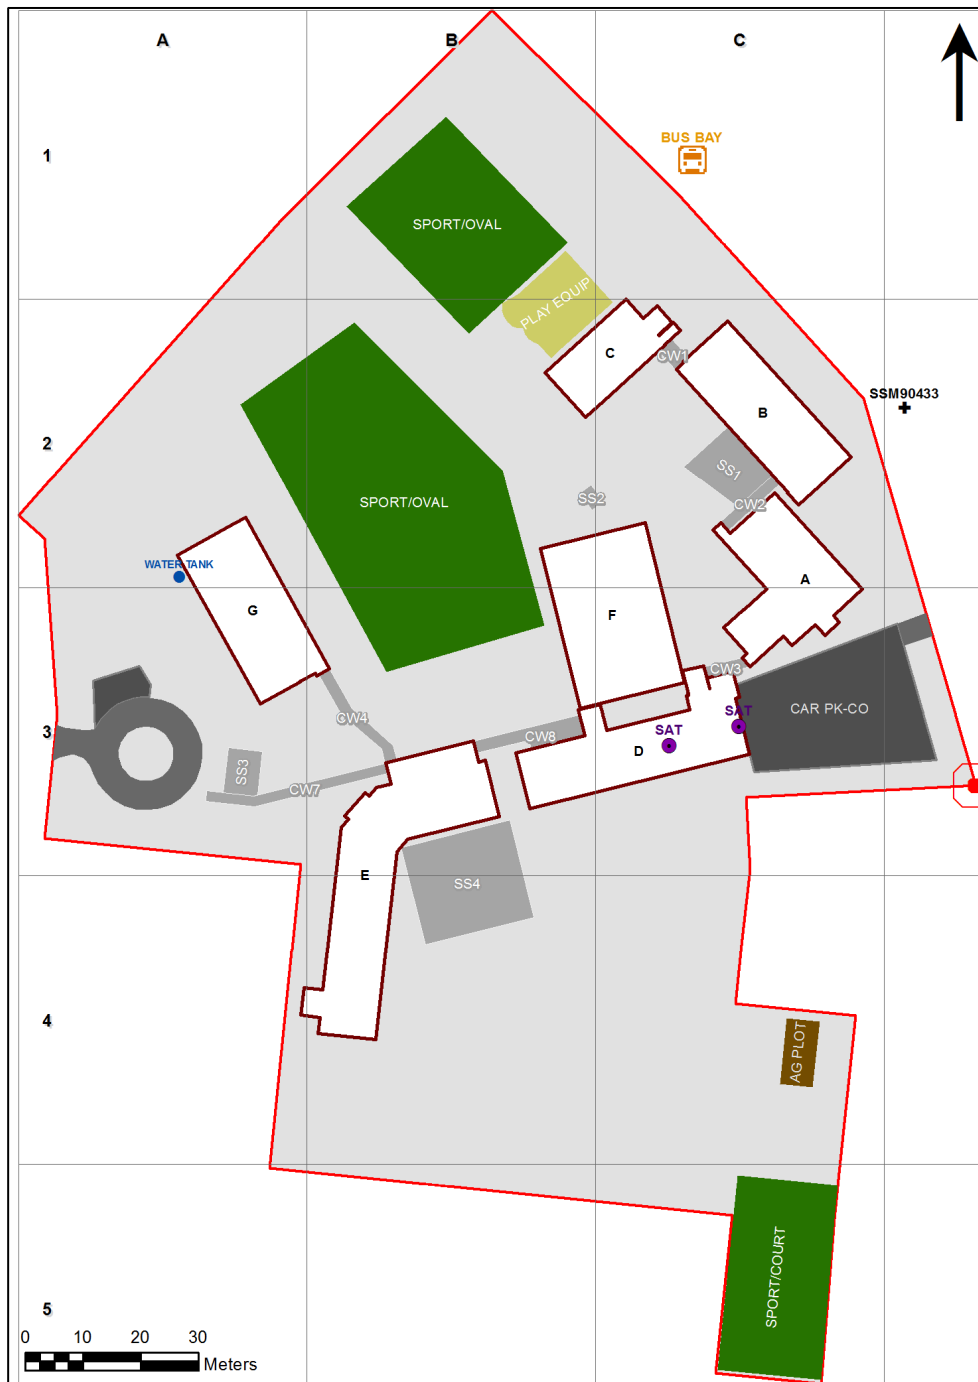 A B C
1
BUS BAY
SPORT/OVAL
PLAY EQUIP
C
CW1
SSM90433
B
2
SS1
SPORT/OVAL
SS2
CW2
WATER TANK
A
G
F
CW3
CW4
SAT
CAR PK-CO
3
SAT
CW8
D
SS3
CW7
E
SS4
4
AG PLOT
SPORT/COURT
5
0 10 20 30
Meters